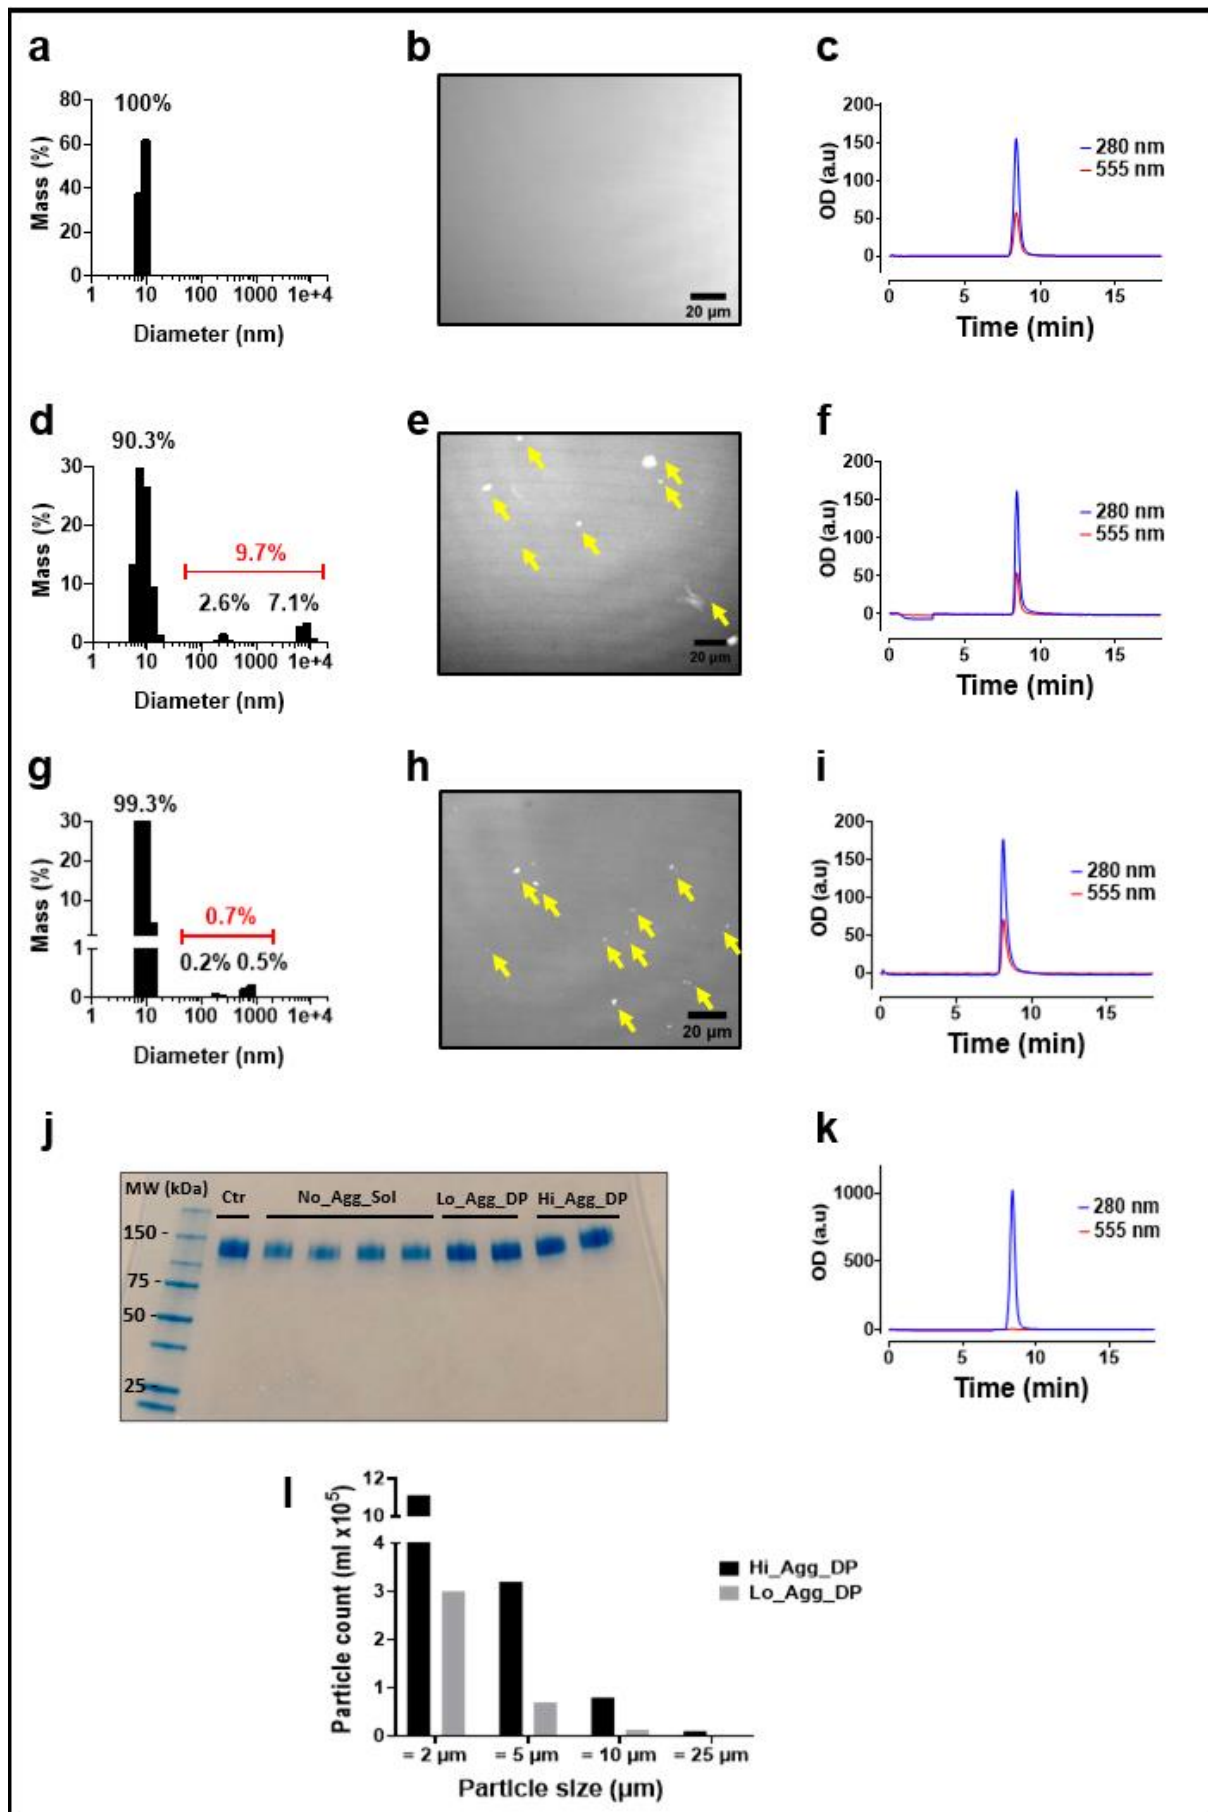 a
b
c
80
60
40
20
0
Mass (%)
100%
1 10 100 1000 1e+4
Diameter (nm)
20 µm
200
150
100
50
0
OD (a.u)
280 nm
555 nm
0 5 10 15
Time (min)
d
e
f
90.3%
30
20
10
0
Mass (%)
9.7%
2.6% 7.1%
1 10 100 1000 1e+4
Diameter (nm)
20 µm
200
150
100
50
0
OD (a.u)
280 nm
555 nm
0 5 10 15
Time (min)
g
h
i
99.3%
30
20
10
1
0
Mass (%)
0.7%
0.2% 0.5%
1 10 100 1000 1e+4
Diameter (nm)
20 µm
200
150
100
50
0
OD (a.u)
280 nm
555 nm
0 5 10 15
Time (min)
j
k
MW (kDa) Ctr No_Agg_Sol Lo_Agg_DP Hi_Agg_DP
150 -
75 -
50 -
25-
1000
500
0
OD (a.u)
280 nm
555 nm
0 5 10 15
Time (min)
l
12
10
4
3
2
1
0
Particle count (ml x10⁵)
Hi_Agg_DP
Lo_Agg_DP
= 2 µm = 5 µm = 10 µm = 25 µm
Particle size (µm)